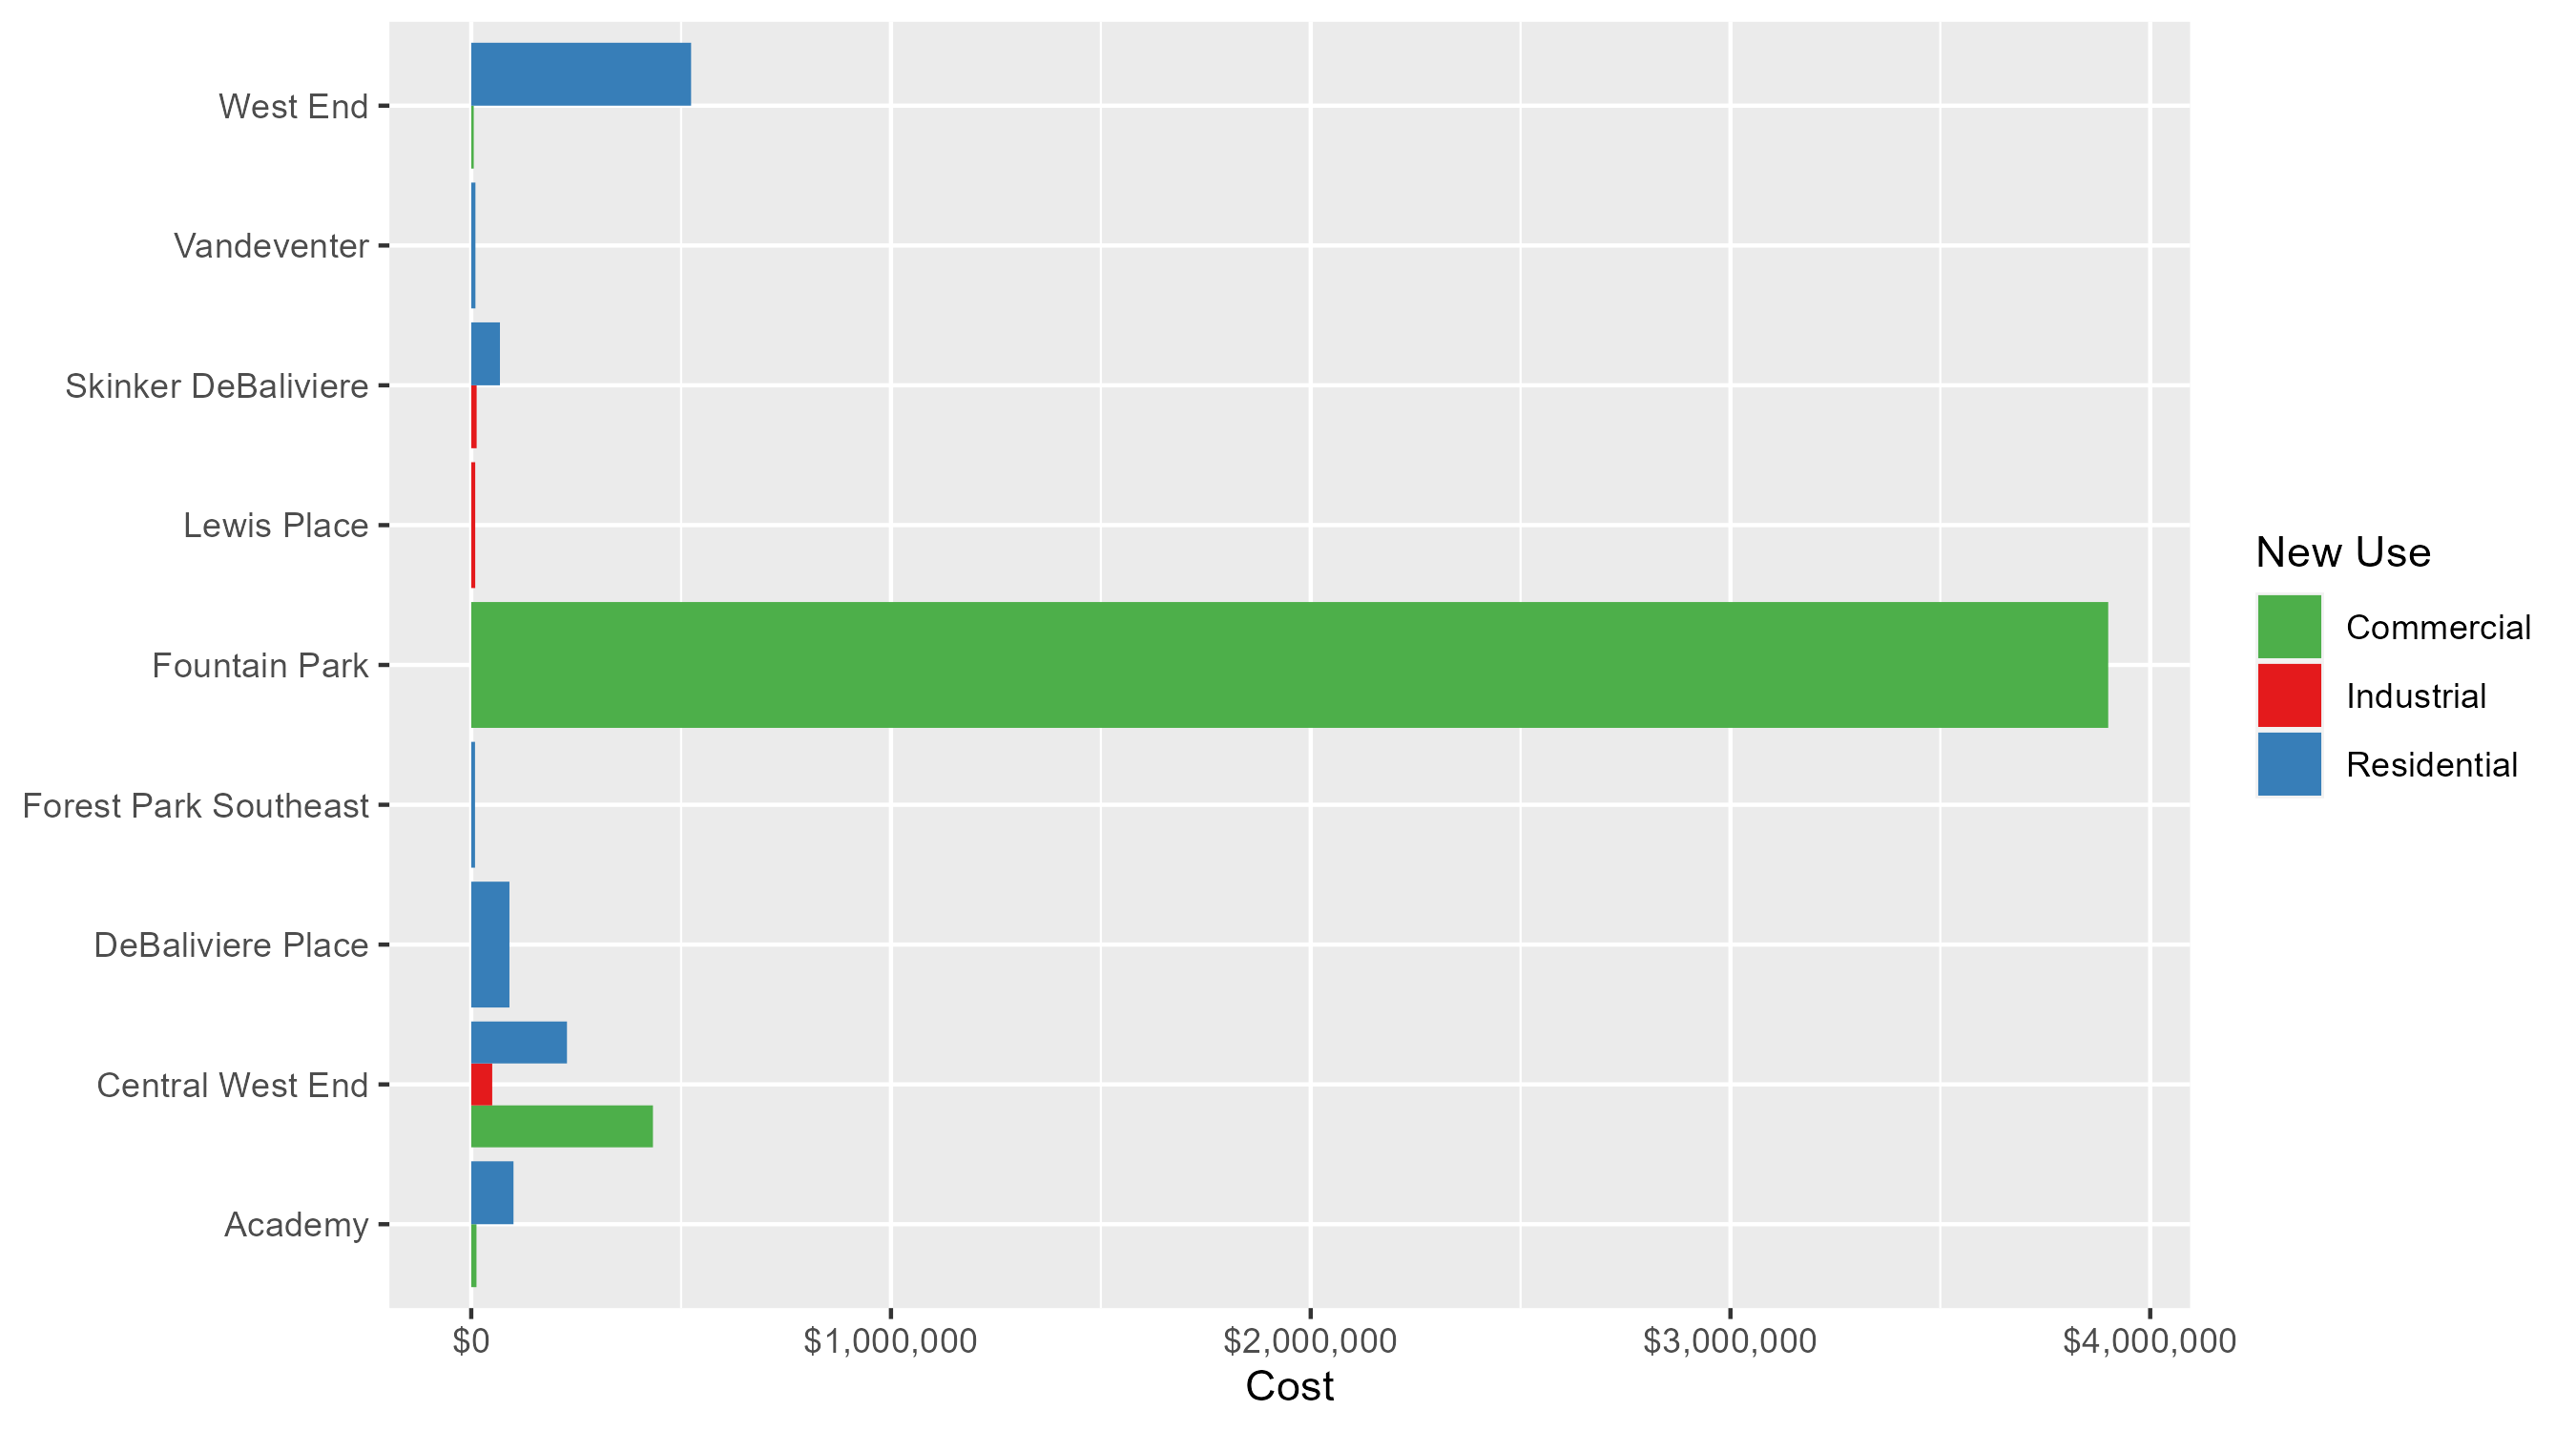 West End
Vandeventer
Skinker DeBaliviere
Lewis Place
Fountain Park
Forest Park Southeast
DeBaliviere Place
Central West End
Academy
$0
$1,000,000
$2,000,000
$3,000,000
$4,000,000
Cost
New Use
Commercial
Industrial
Residential